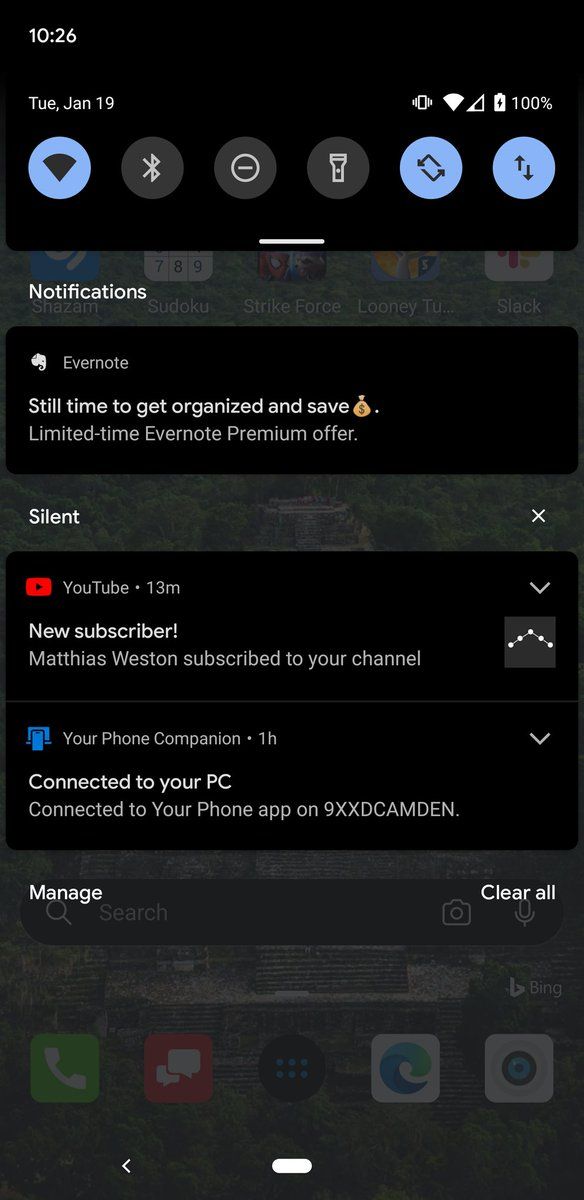 10:26
Tue, Jan 19
100%
7 8 9
Notifications
Shazam Sudoku Strike Force Looney Tu... Slack
Evernote
Still time to get organized and save💰.
Limited-time Evernote Premium offer.
Silent
YouTube • 13m
New subscriber!
Matthias Weston subscribed to your channel
Your Phone Companion • 1h
Connected to your PC
Connected to Your Phone app on 9XXDCAMDEN.
Manage
Clear all
Search
Bing